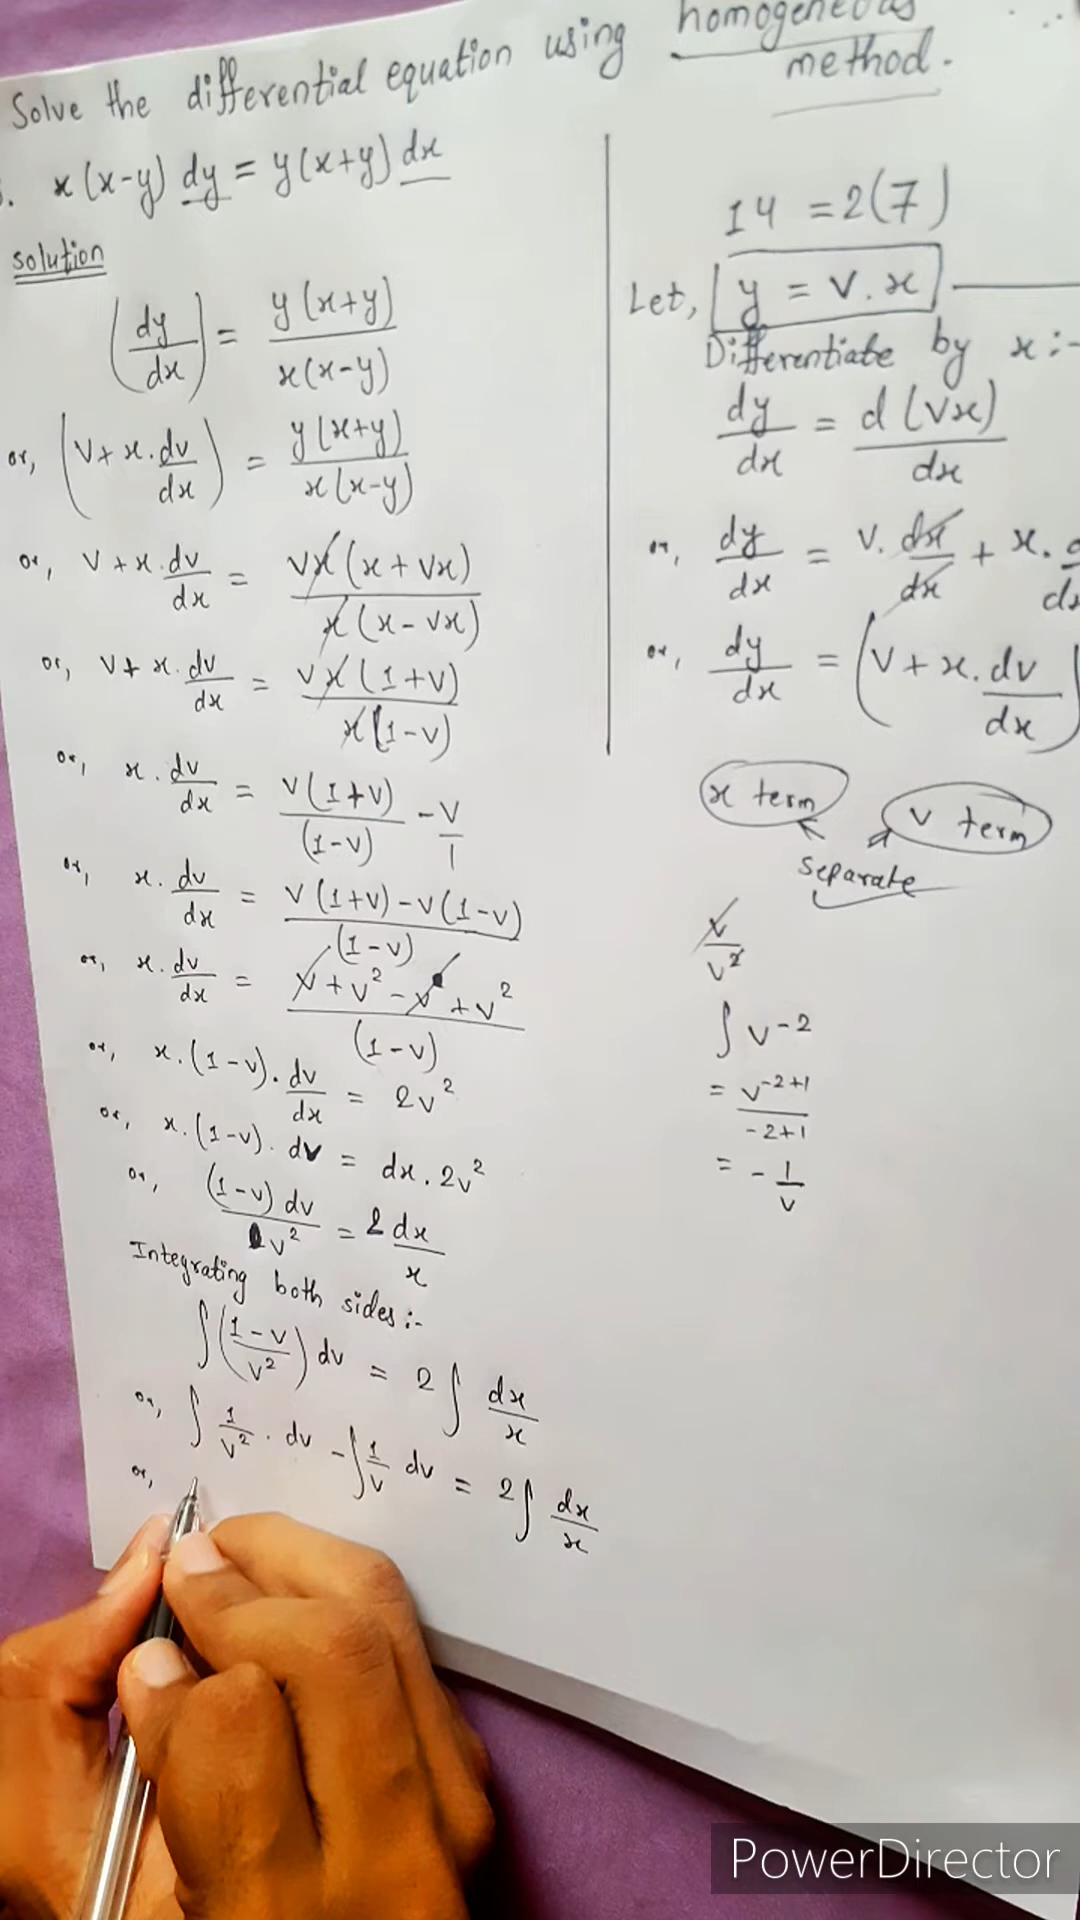 Solve the differential equation using homogeneous method.
x(x-y) dy = y(x+y) dx
solution
(dy/dx) = y(x+y)/x(x-y)
or, (v + x.dv/dx) = y(x+y)/x(x-y)
or, v + x.dv/dx = vx(x+vx)/x(x-vx)
or, v + x.dv/dx = vx(1+v)/x(1-v)
or, x.dv/dx = v(1+v)/(1-v) - v/1
or, x.dv/dx = v(1+v)-v(1-v)/(1-v)
or, x.dv/dx = v+v²-v+v²/(1-v)
or, x.(1-v).dv/dx = 2v²
or, x.(1-v).dv = dx.2v²
or, (1-v)dv/v² = 2dx/x
Integrating both sides:-
∫(1-v/v²) dv = 2∫dx/x
or, ∫1/v².dv - ∫1/v dv = 2∫dx/x
or,
14 = 2(7)
Let, y = v.x
Differentiate by x:-
dy/dx = d(vx)/dx
or, dy/dx = v.dx/dx + x.
or, dy/dx = (v + x.dv/dx)
x term v term
separate
v/v²
∫v-2
= v-2+1/-2+1
= -1/v
PowerDirector